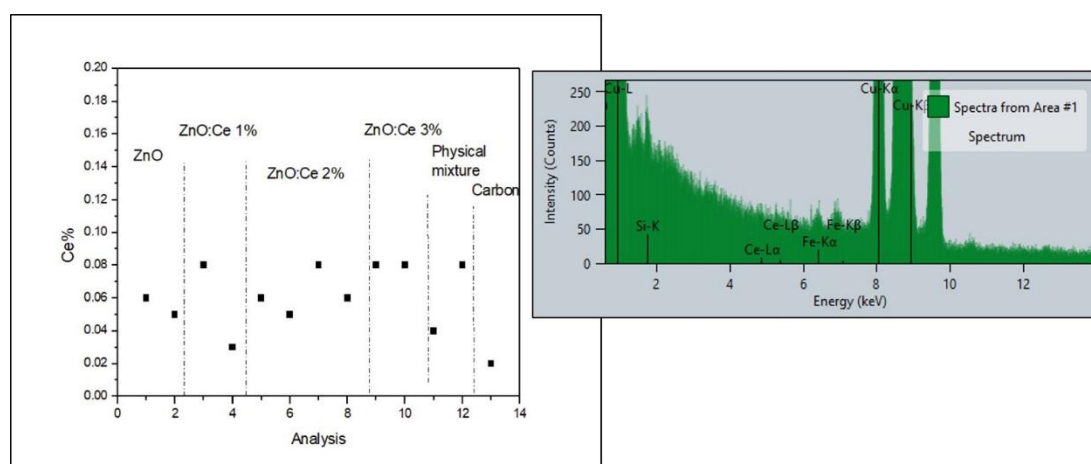 0.20
0.18
0.16
0.14
0.12
0.10
0.08
0.06
0.04
0.02
0.00
Ce%
ZnO
ZnO:Ce 1%
ZnO:Ce 2%
ZnO:Ce 3%
Physical
mixture
Carbon
0 2 4 6 8 10 12 14
Analysis
250
200
150
100
50
0
Intensity (Counts)
Cu-L
Cu-Kα
Cu-Kβ
Spectra from Area #1
Spectrum
Si-K
Ce-Lα
Ce-Lβ
Fe-Kα
Fe-Kβ
2 4 6 8 10 12
Energy (keV)